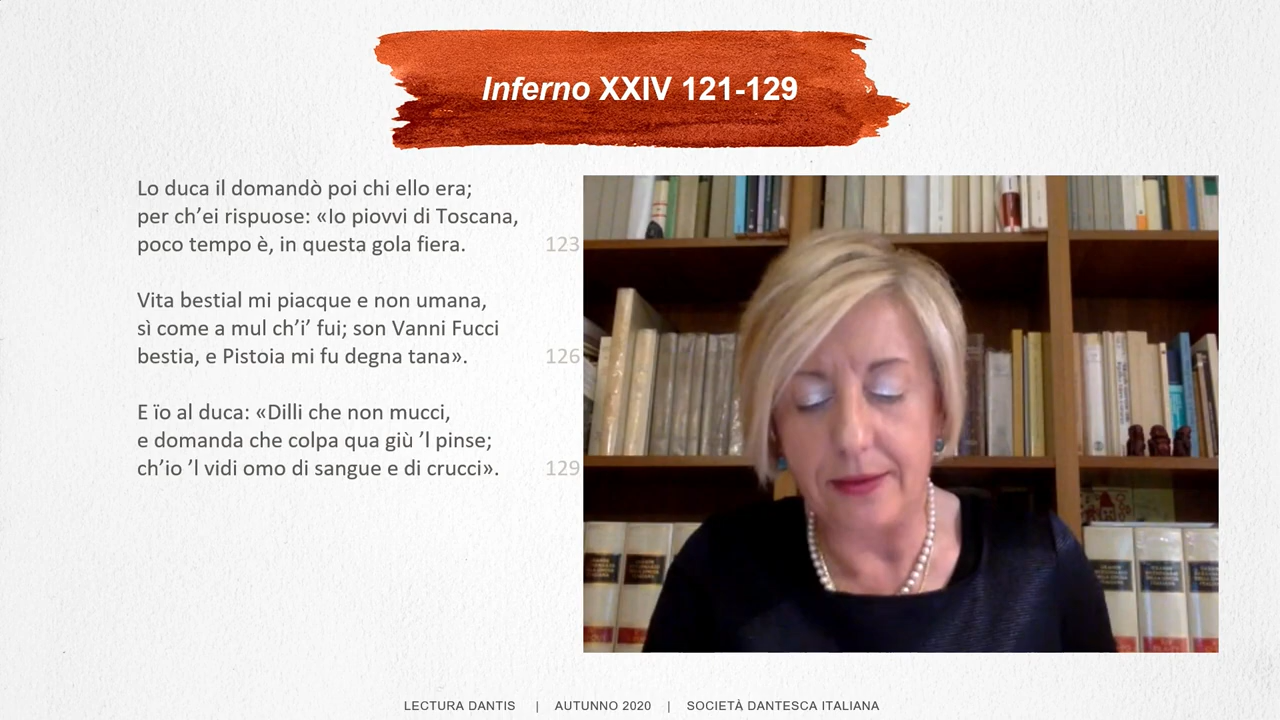 Inferno XXIV 121-129
Lo duca il domandò poi chi ello era;
per ch’ei rispuose: «Io piovvi di Toscana,
poco tempo è, in questa gola fiera. 123
Vita bestial mi piacque e non umana,
sì come a mul ch’i’ fui; son Vanni Fucci
bestia, e Pistoia mi fu degna tana». 126
E ïo al duca: «Dilli che non mucci,
e domanda che colpa qua giù ’l pinse;
ch’io ’l vidi omo di sangue e di crucci». 129
LECTURA DANTIS | AUTUNNO 2020 | SOCIETÀ DANTESCA ITALIANA